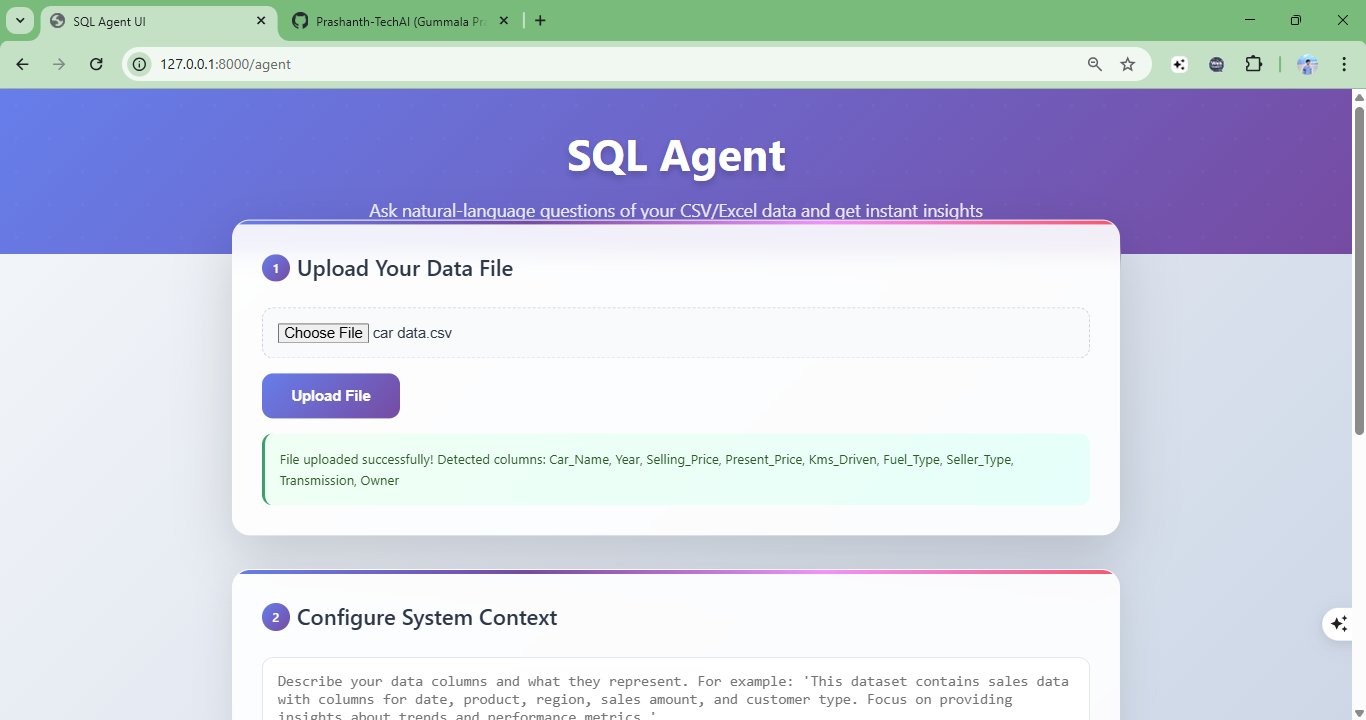 SQL Agent UI
Prashanth-TechAI (Gummala Pra
127.0.0.1:8000/agent
SQL Agent
Ask natural-language questions of your CSV/Excel data and get instant insights
1 Upload Your Data File
Choose File car data.csv
Upload File
File uploaded successfully! Detected columns: Car_Name, Year, Selling_Price, Present_Price, Kms_Driven, Fuel_Type, Seller_Type,
Transmission, Owner
2 Configure System Context
Describe your data columns and what they represent. For example: 'This dataset contains sales data
with columns for date, product, region, sales amount, and customer type. Focus on providing
insights about trends and performance metrics.'